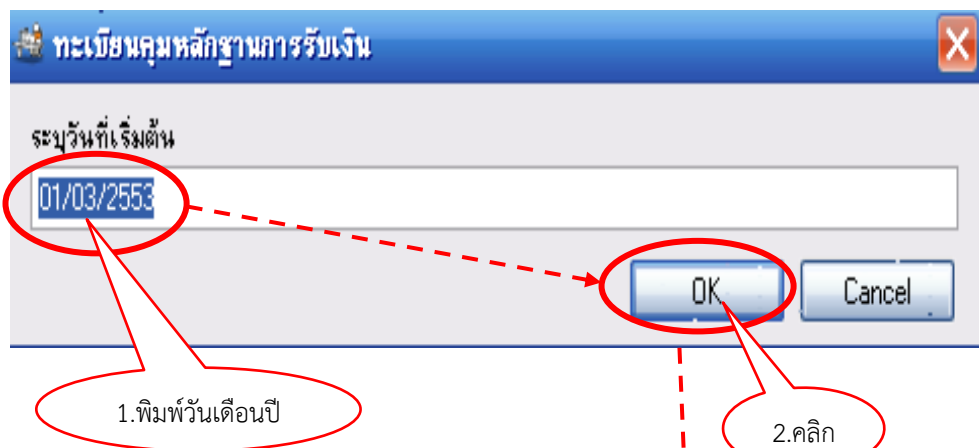 ทะเบียนคุมหลักฐานการรับเงิน
ระบุวันที่เริ่มต้น
01/03/2553
OK
Cancel
1.พิมพ์วันเดือนปี
2.คลิก